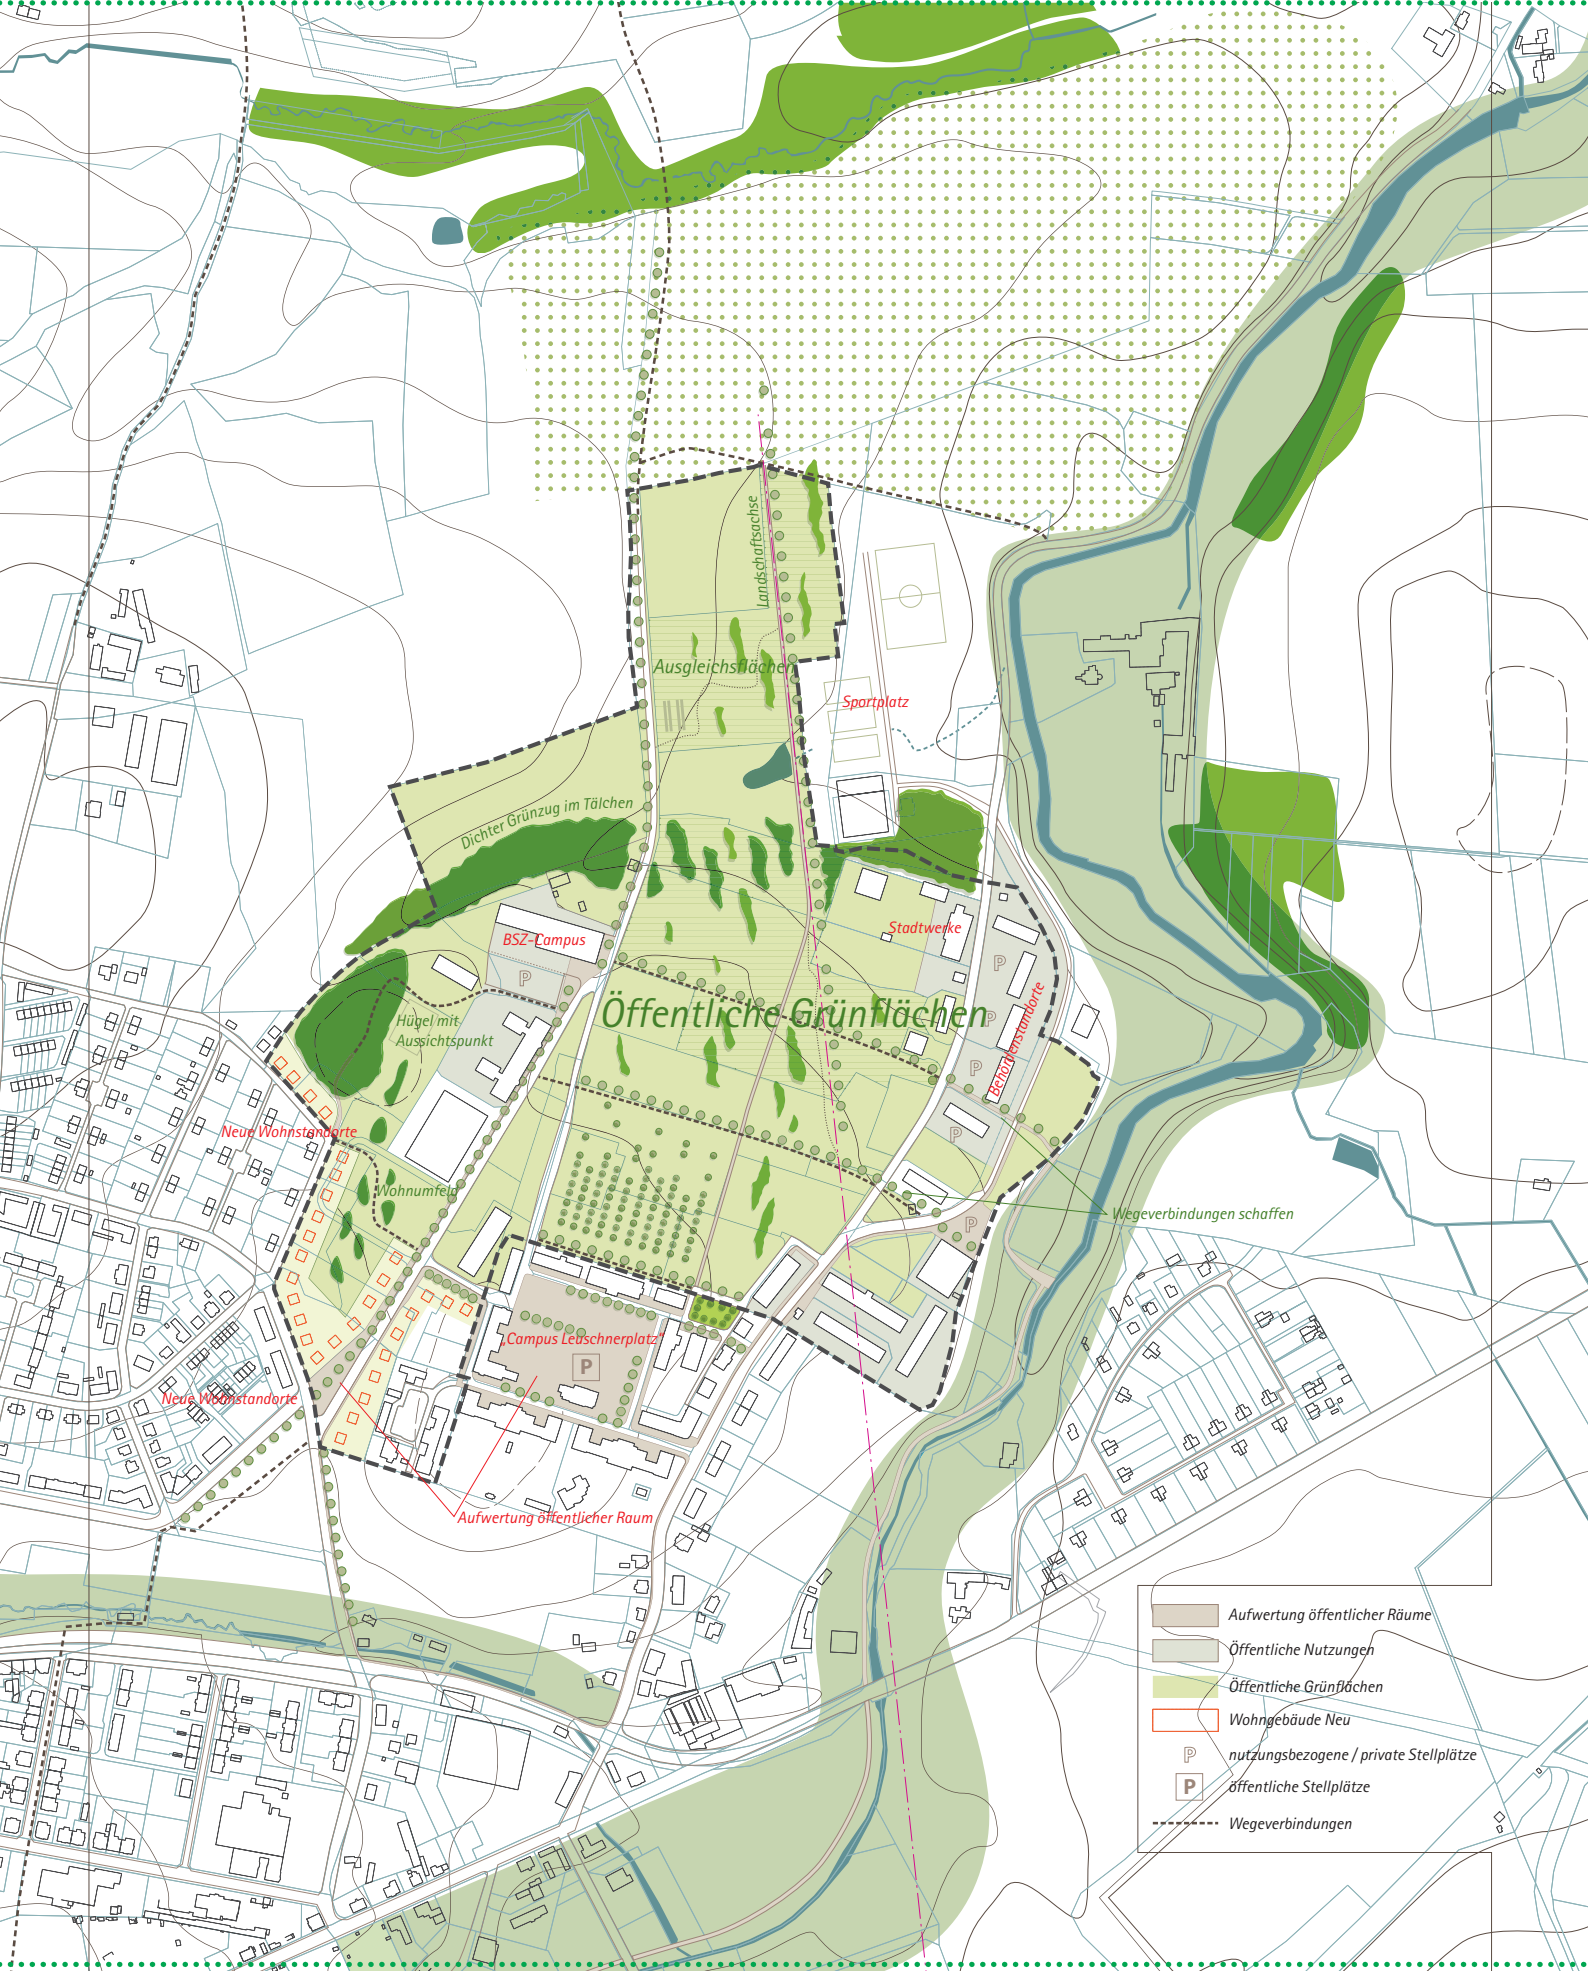 Landschaftsachse
Ausgleichsflächen
Sportplatz
Dichter Grünzug im Tälchen
BSZ-Campus
P
Stadtwerke
P
Öffentliche Grünflächen
P
Hügel mit
Aussichtspunkt
Behördenstandorte
P
P
Neue Wohnstandorte
Wohnumfeld
Wegeverbindungen schaffen
P
„Campus Leuschnerplatz“
P
Neue Wohnstandorte
Aufwertung öffentlicher Raum
Aufwertung öffentlicher Räume
Öffentliche Nutzungen
Öffentliche Grünflächen
Wohngebäude Neu
P nutzungsbezogene / private Stellplätze
P öffentliche Stellplätze
Wegeverbindungen